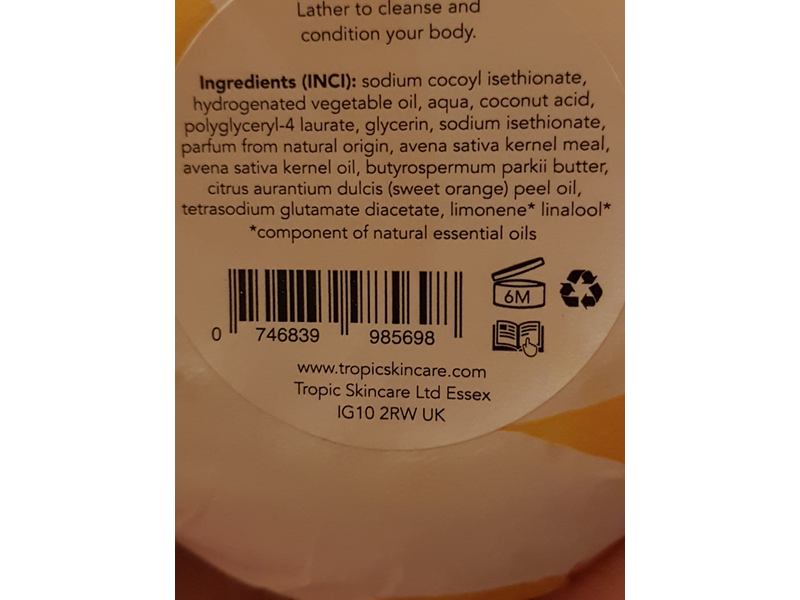 Lather to cleanse and
condition your body.
Ingredients (INCI): sodium cocoyl isethionate,
hydrogenated vegetable oil, aqua, coconut acid,
polyglyceryl-4 laurate, glycerin, sodium isethionate,
parfum from natural origin, avena sativa kernel meal,
avena sativa kernel oil, butyrospermum parkii butter,
citrus aurantium dulcis (sweet orange) peel oil,
tetrasodium glutamate diacetate, limonene* linalool*
*component of natural essential oils
6M
0 746839 985698
www.tropicskincare.com
Tropic Skincare Ltd Essex
IG10 2RW UK